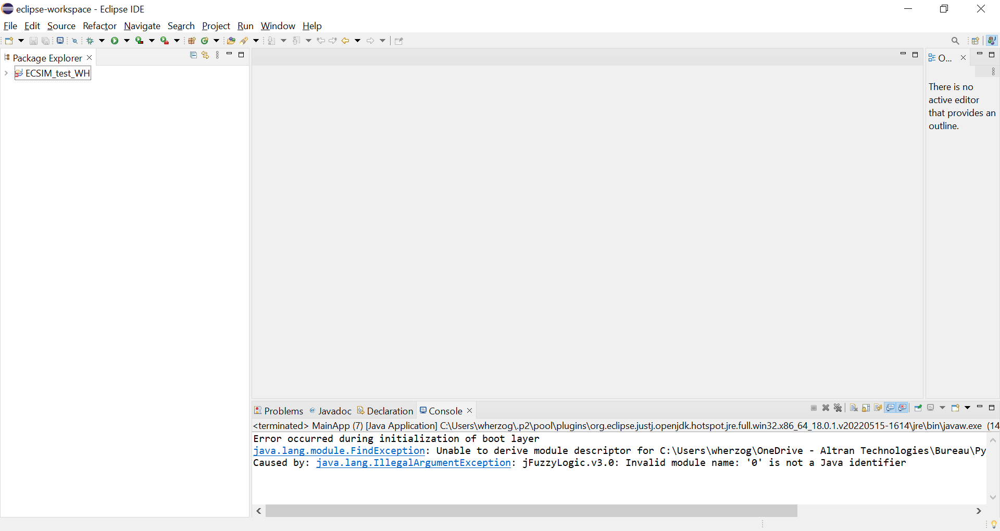 eclipse-workspace - Eclipse IDE
File Edit Source Refactor Navigate Search Project Run Window Help
Package Explorer
ECSIM_test_WH
O...
There is no
active editor
that provides an
outline.
Problems @ Javadoc Declaration Console
<terminated> MainApp (7) [Java Application] C:\Users\wherzog\.p2\pool\plugins\org.eclipse.justj.openjdk.hotspot.jre.full.win32.x86_64_18.0.1.v20220515-1614\jre\bin\javaw.exe (14
Error occurred during initialization of boot layer
java.lang.module.FindException: Unable to derive module descriptor for C:\Users\wherzog\OneDrive - Altran Technologies\Bureau\Py
Caused by: java.lang.IllegalArgumentException: jFuzzyLogic.v3.0: Invalid module name: '0' is not a Java identifier